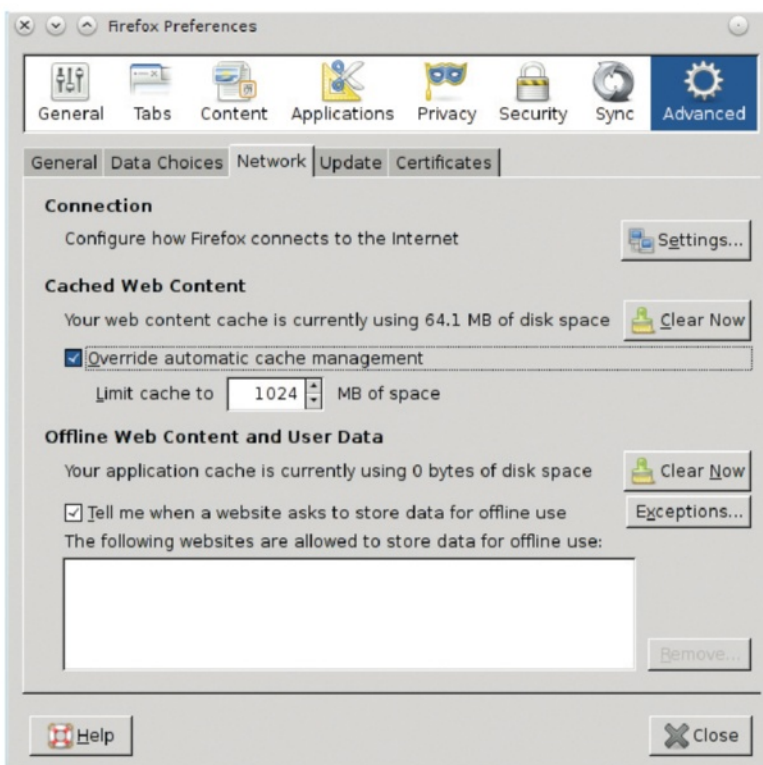 Firefox Preferences
General Tabs Content Applications Privacy Security Sync Advanced
General Data Choices Network Update Certificates
Connection
Configure how Firefox connects to the Internet Settings...
Cached Web Content
Your web content cache is currently using 64.1 MB of disk space Clear Now
Override automatic cache management
Limit cache to 1024 MB of space
Offline Web Content and User Data
Your application cache is currently using 0 bytes of disk space Clear Now
Tell me when a website asks to store data for offline use Exceptions...
The following websites are allowed to store data for offline use:
Remove...
Help Close